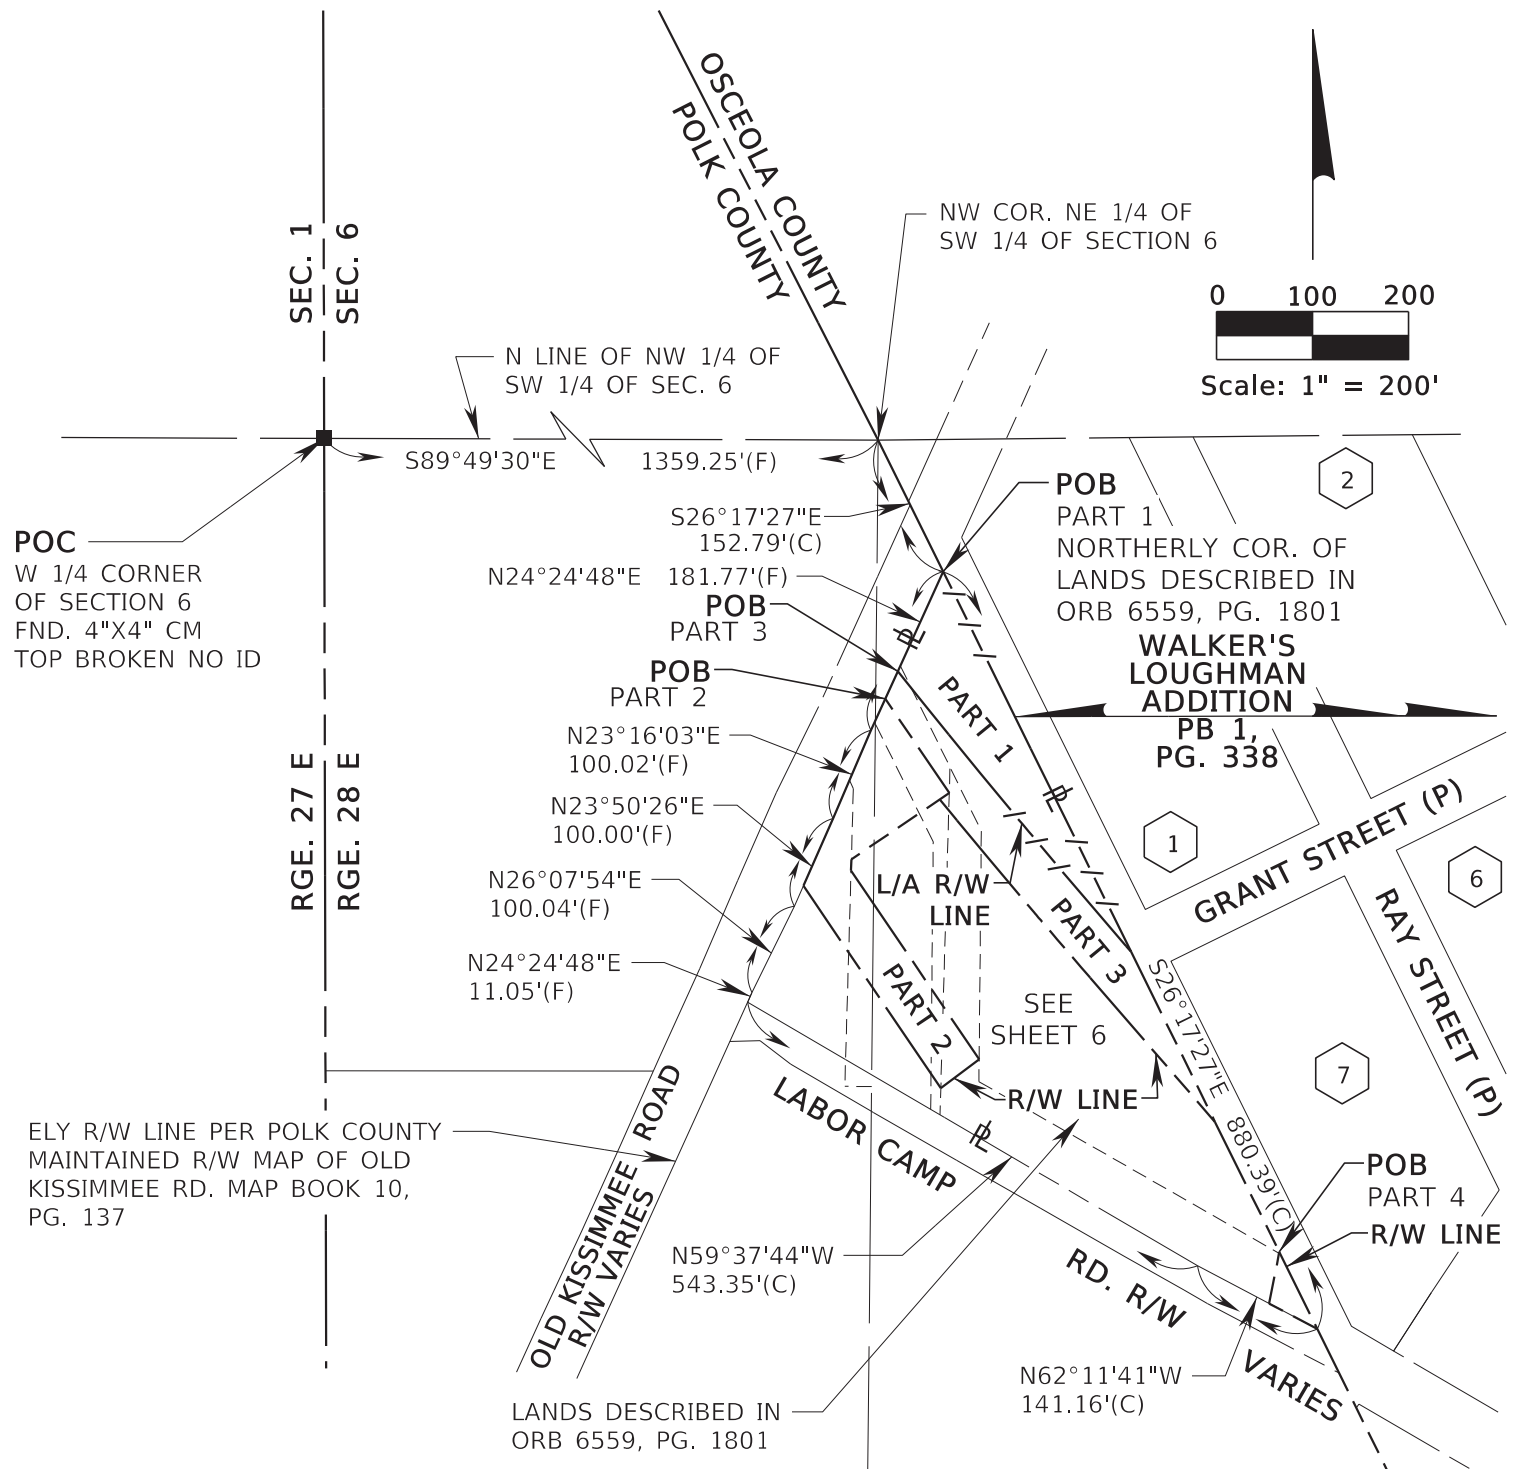 OSCEOLA COUNTY
POLK COUNTY
SEC. 1
SEC. 6
NW COR. NE 1/4 OF
SW 1/4 OF SECTION 6
0 100 200
Scale: 1" = 200'
N LINE OF NW 1/4 OF
SW 1/4 OF SEC. 6
S89°49'30"E 1359.25'(F)
2
POC
W 1/4 CORNER
OF SECTION 6
FND. 4"X4" CM
TOP BROKEN NO ID
S26°17'27"E
152.79'(C)
N24°24'48"E 181.77'(F)
POB
PART 1
NORTHERLY COR. OF
LANDS DESCRIBED IN
ORB 6559, PG. 1801
POB
PART 3
POB
PART 2
WALKER'S
LOUGHMAN
ADDITION
PB 1,
PG. 338
PART 1
PL
PL
N23°16'03"E
100.02'(F)
N23°50'26"E
100.00'(F)
N26°07'54"E
100.04'(F)
N24°24'48"E
11.05'(F)
RGE. 27 E
RGE. 28 E
1
GRANT STREET (P)
6
L/A R/W
LINE
PART 3
RAY STREET (P)
PART 2
SEE
SHEET 6
S26°17'27"E 880.39'(C)
7
R/W LINE
LABOR CAMP
RD. R/W
VARIES
PL
ELY R/W LINE PER POLK COUNTY
MAINTAINED R/W MAP OF OLD
KISSIMMEE RD. MAP BOOK 10,
PG. 137
OLD KISSIMMEE ROAD
R/W VARIES
POB
PART 4
R/W LINE
N59°37'44"W
543.35'(C)
N62°11'41"W
141.16'(C)
LANDS DESCRIBED IN
ORB 6559, PG. 1801